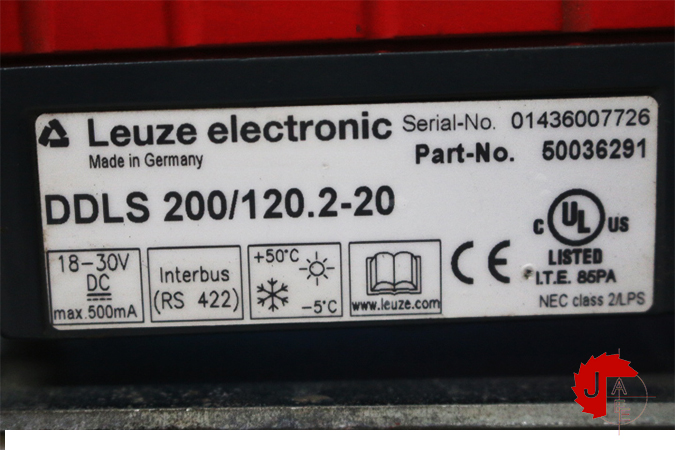 Leuze electronic Serial-No. 01436007726
Made in Germany Part-No. 50036291
DDLS 200/120.2-20
C UL US
LISTED
I.T.E. 85PA
NEC class 2/LPS
18-30V
DC
max.500mA
Interbus
(RS 422)
+50°C
-5°C
www.leuze.com
CE
J A
T E